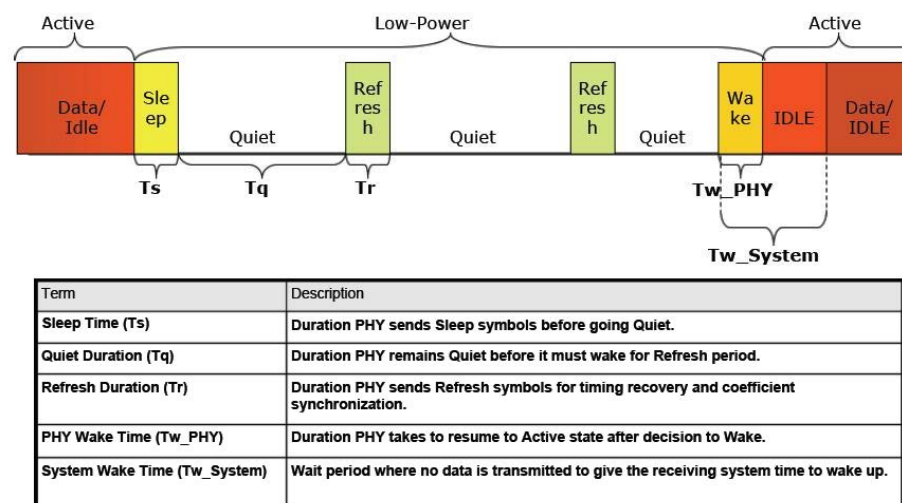 Active
Low-Power
Active
Data/
Idle
Sle
ep
Quiet
Ref
res
h
Quiet
Ref
res
h
Quiet
Wa
ke
IDLE
Data/
IDLE
Ts
Tq
Tr
Tw_PHY
Tw_System
Term Description
Sleep Time (Ts) Duration PHY sends Sleep symbols before going Quiet.
Quiet Duration (Tq) Duration PHY remains Quiet before it must wake for Refresh period.
Refresh Duration (Tr) Duration PHY sends Refresh symbols for timing recovery and coefficient
synchronization.
PHY Wake Time (Tw_PHY) Duration PHY takes to resume to Active state after decision to Wake.
System Wake Time (Tw_System) Wait period where no data is transmitted to give the receiving system time to wake up.